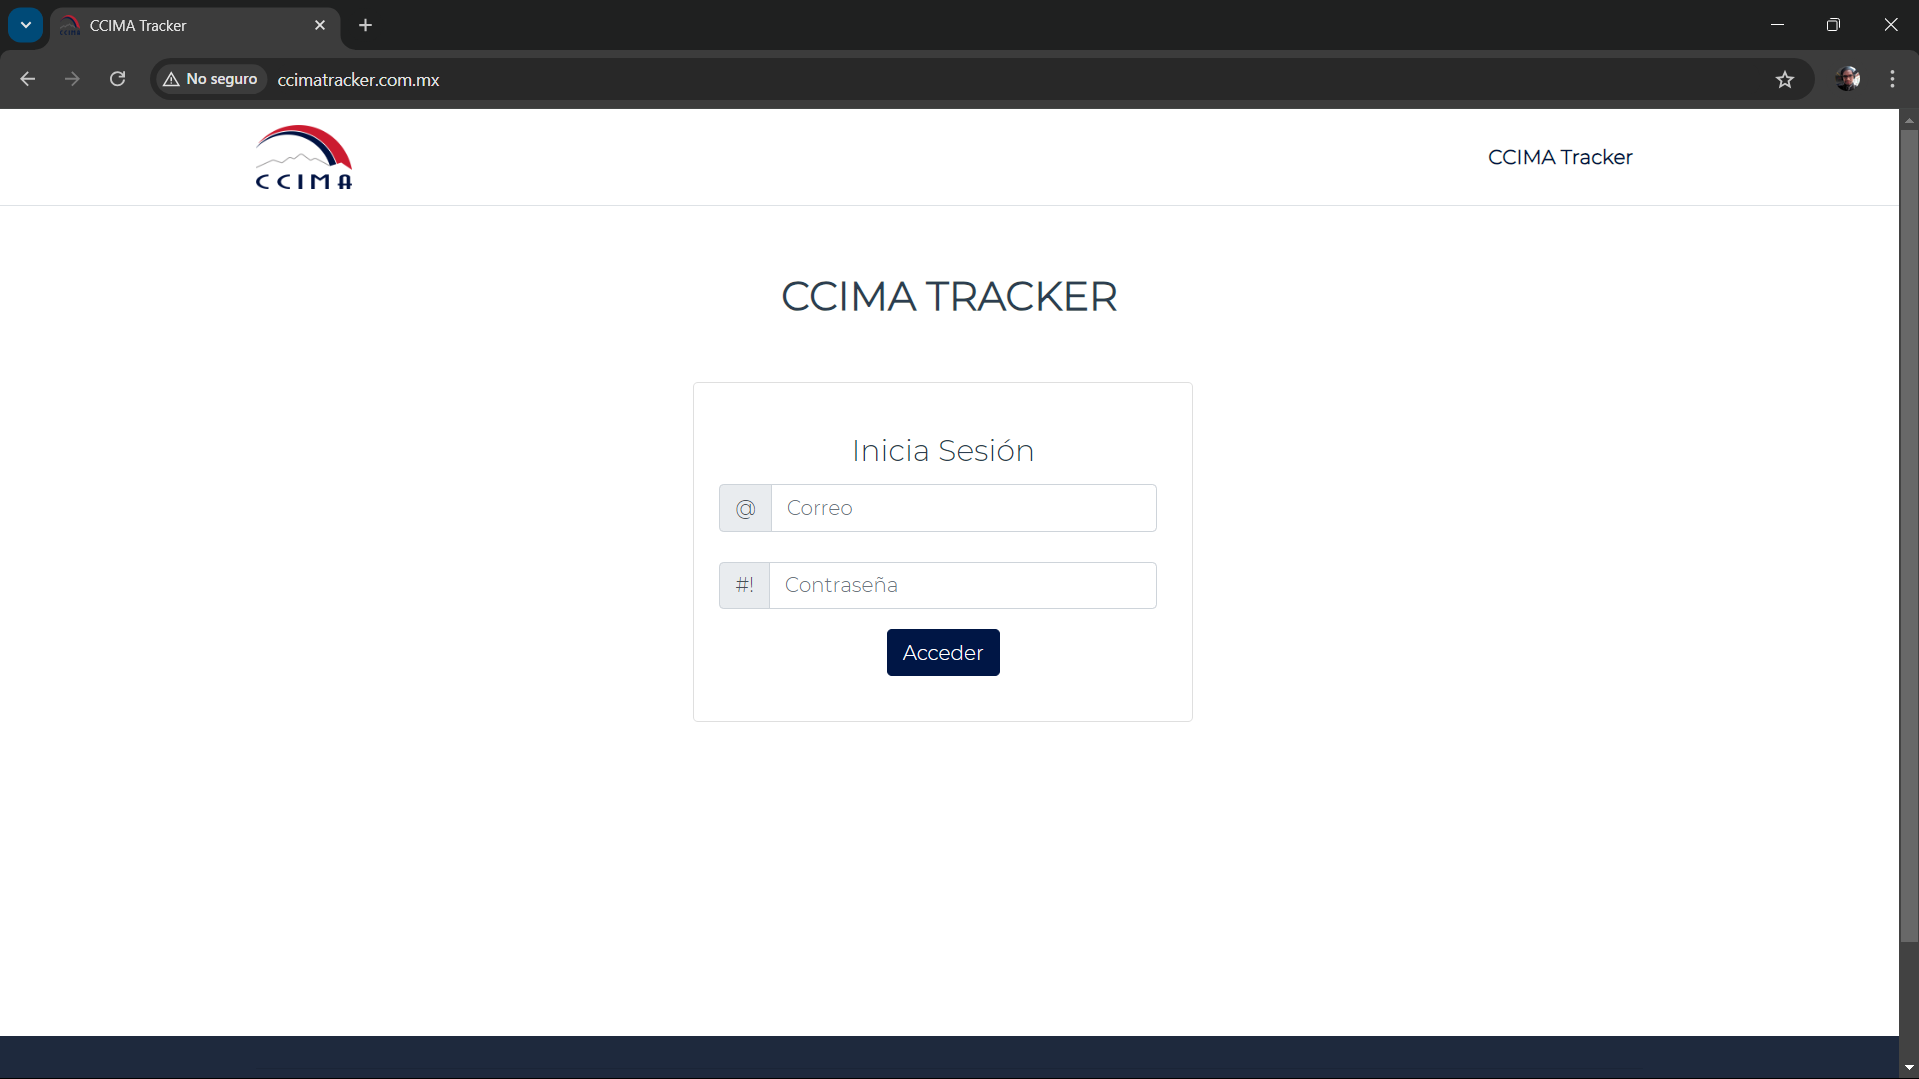 CCIMA Tracker
No seguro
ccimatracker.com.mx
CCIMA
CCIMA Tracker
CCIMA TRACKER
Inicia Sesión
@ Correo
#! Contraseña
Acceder